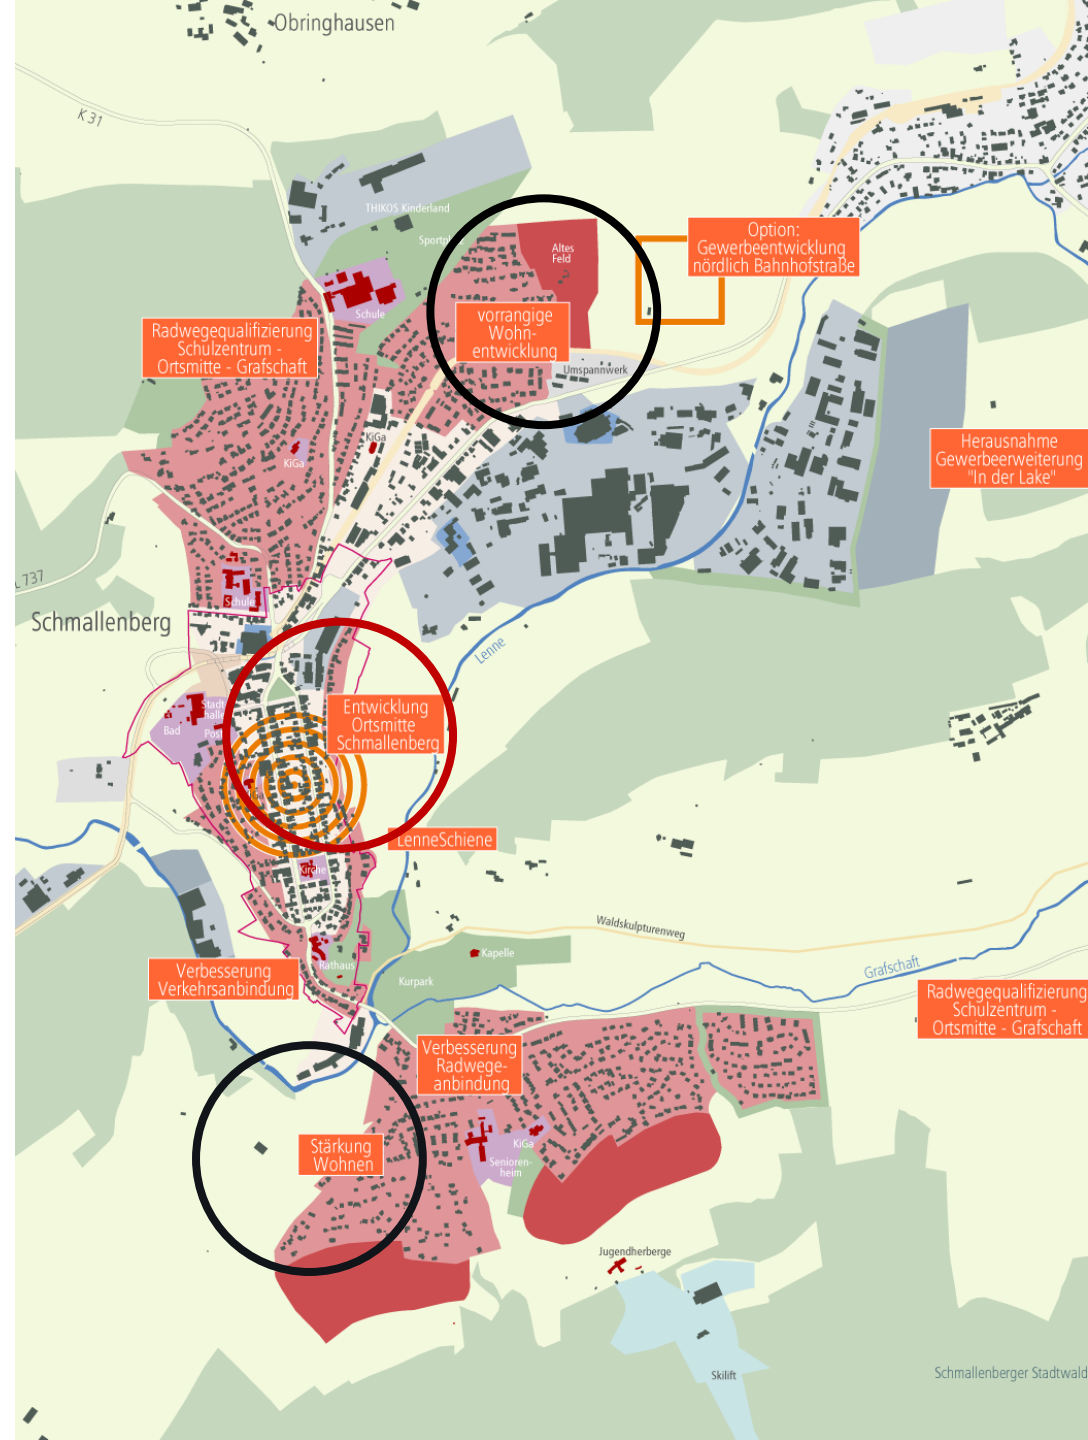 Obringhausen
K 31
THIKOS Kinderland
Sportpl
Altes
Feld
Option:
Gewerbeentwicklung
nördlich Bahnhofstraße
Schule
vorrangige
Wohn-
entwicklung
Radwegequalifizierung
Schulzentrum -
Ortsmitte - Grafschaft
Umspannwerk
KiGa
KiGa
Herausnahme
Gewerbeerweiterung
"In der Lake"
L 737
Schule
Schmallenberg
Lenne
Stadt-
halle
Post
Bad
Entwicklung
Ortsmitte
Schmallenberg
LenneSchiene
Kirche
Waldskulpturenweg
Kapelle
Rathaus
Kurpark
Grafschaft
Verbesserung
Verkehrsanbindung
Radwegequalifizierung
Schulzentrum -
Ortsmitte - Grafschaft
Verbesserung
Radwege-
anbindung
KiGa
Stärkung
Wohnen
Senioren-
heim
Jugendherberge
Skilift
Schmallenberger Stadtwald